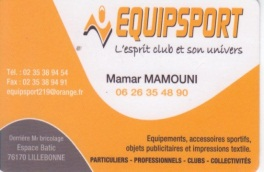 EQUIPSPORT
L'esprit club et son univers
Tél. : 02 35 38 94 54
Fax : 02 35 38 94 91
equipsport219@orange.fr
Mamar MAMOUNI
06 26 35 48 90
Derrière Mr bricolage
Espace Batic
76170 LILLEBONNE
Equipements, accessoires sportifs,
objets publicitaires et impressions textile.
PARTICULIERS - PROFESSIONNELS - CLUBS - COLLECTIVITÉS